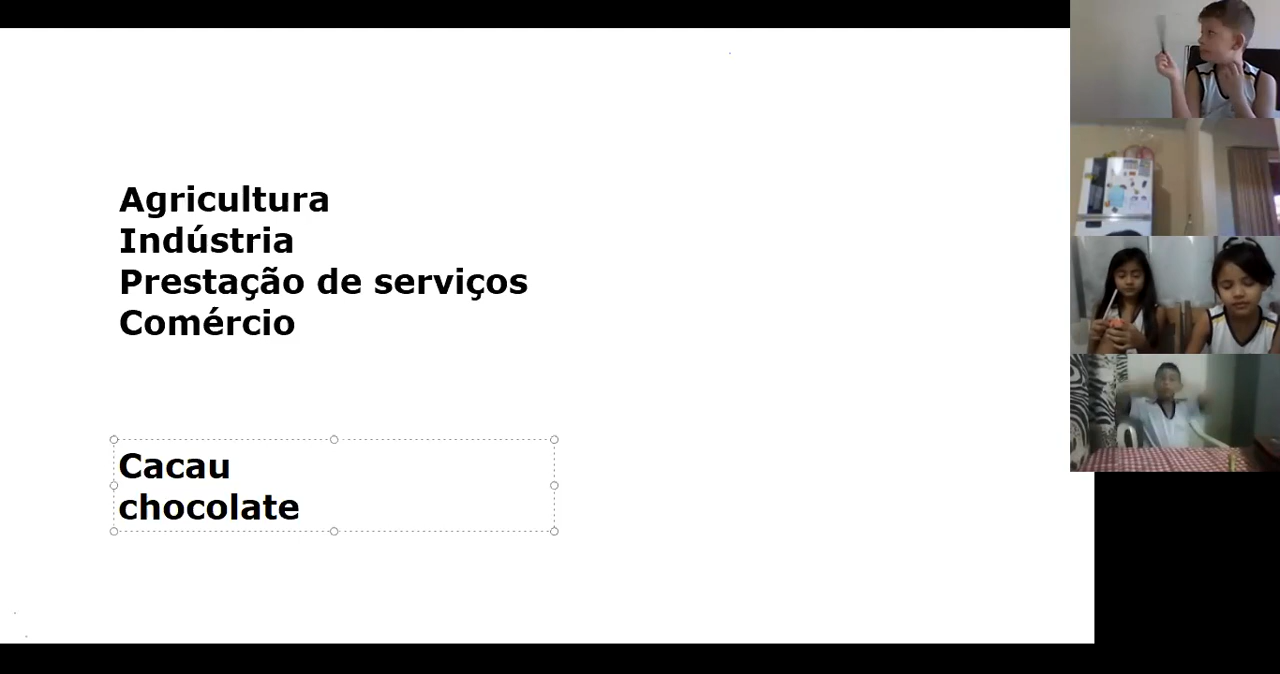 Agricultura
Indústria
Prestação de serviços
Comércio
Cacau
chocolate